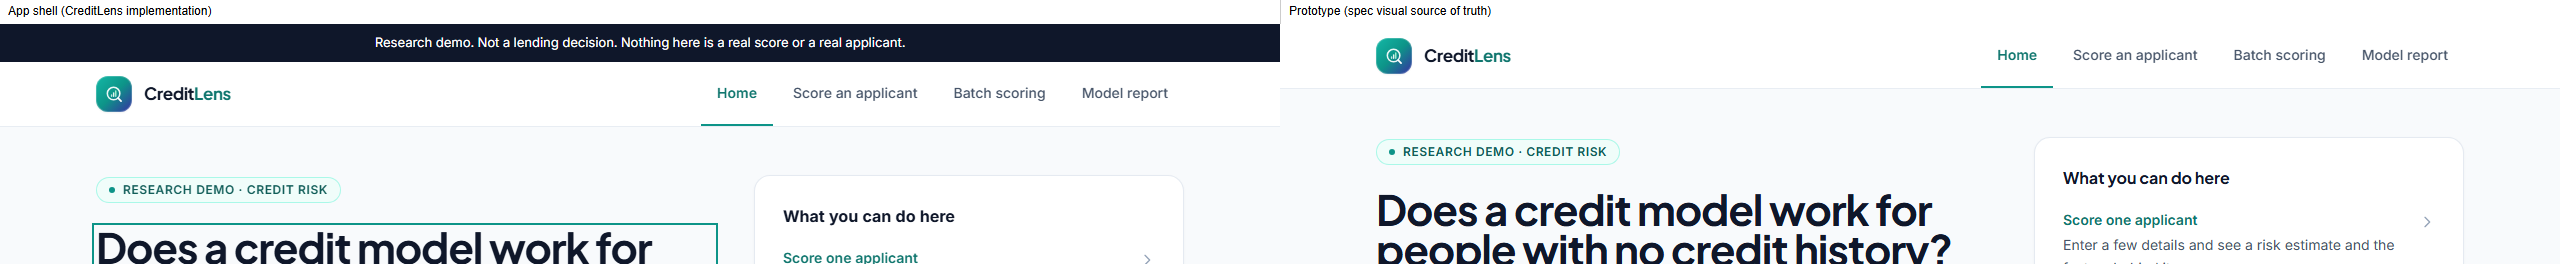 App shell (CreditLens implementation)
Research demo. Not a lending decision. Nothing here is a real score or a real applicant.
CreditLens
Home
Score an applicant
Batch scoring
Model report
RESEARCH DEMO · CREDIT RISK
Does a credit model work for
What you can do here
Score one applicant
Prototype (spec visual source of truth)
CreditLens
Home
Score an applicant
Batch scoring
Model report
RESEARCH DEMO · CREDIT RISK
Does a credit model work for
people with no credit history?
What you can do here
Score one applicant
Enter a few details and see a risk estimate and the